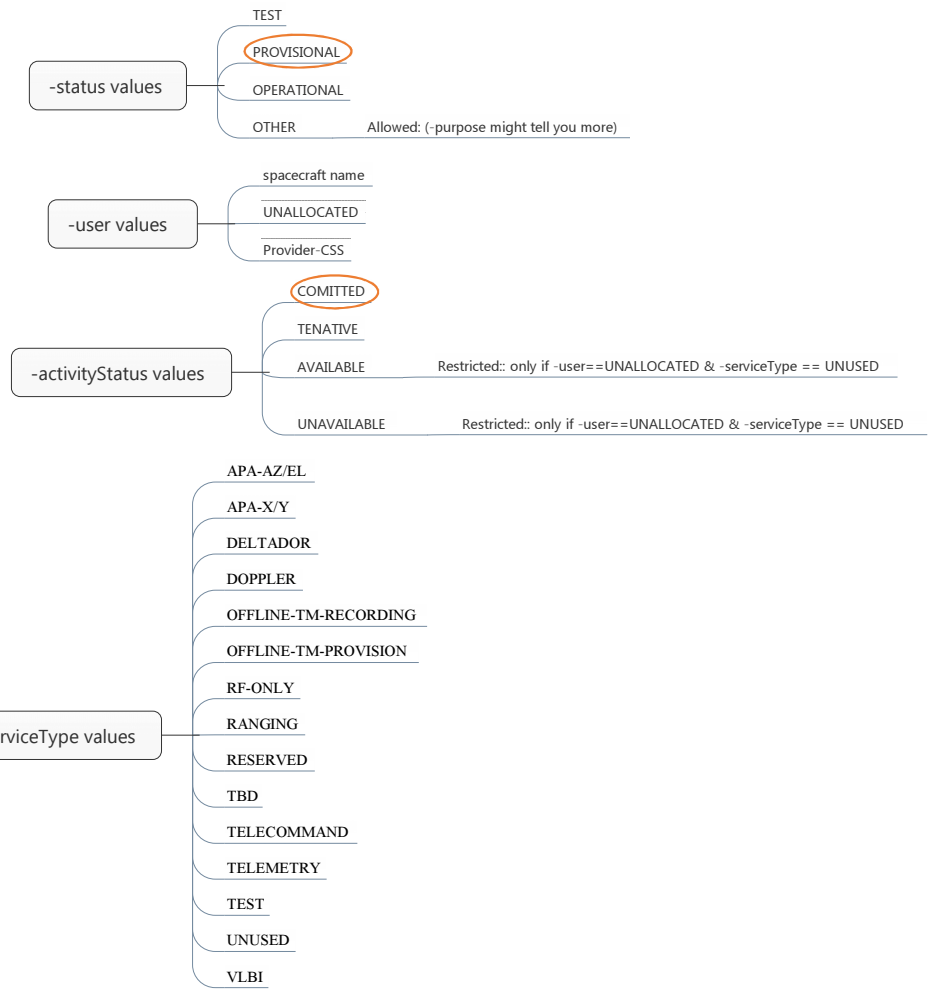 TEST
PROVISIONAL
-status values
OPERATIONAL
OTHER Allowed: (-purpose might tell you more)
spacecraft name
UNALLOCATED
-user values
Provider-CSS
COMITTED
TENATIVE
-activityStatus values
AVAILABLE Restricted:: only if -user==UNALLOCATED & -serviceType == UNUSED
UNAVAILABLE Restricted:: only if -user==UNALLOCATED & -serviceType == UNUSED
APA-AZ/EL
APA-X/Y
DELTADOR
DOPPLER
OFFLINE-TM-RECORDING
OFFLINE-TM-PROVISION
RF-ONLY
RANGING
rviceType values
RESERVED
TBD
TELECOMMAND
TELEMETRY
TEST
UNUSED
VLBI